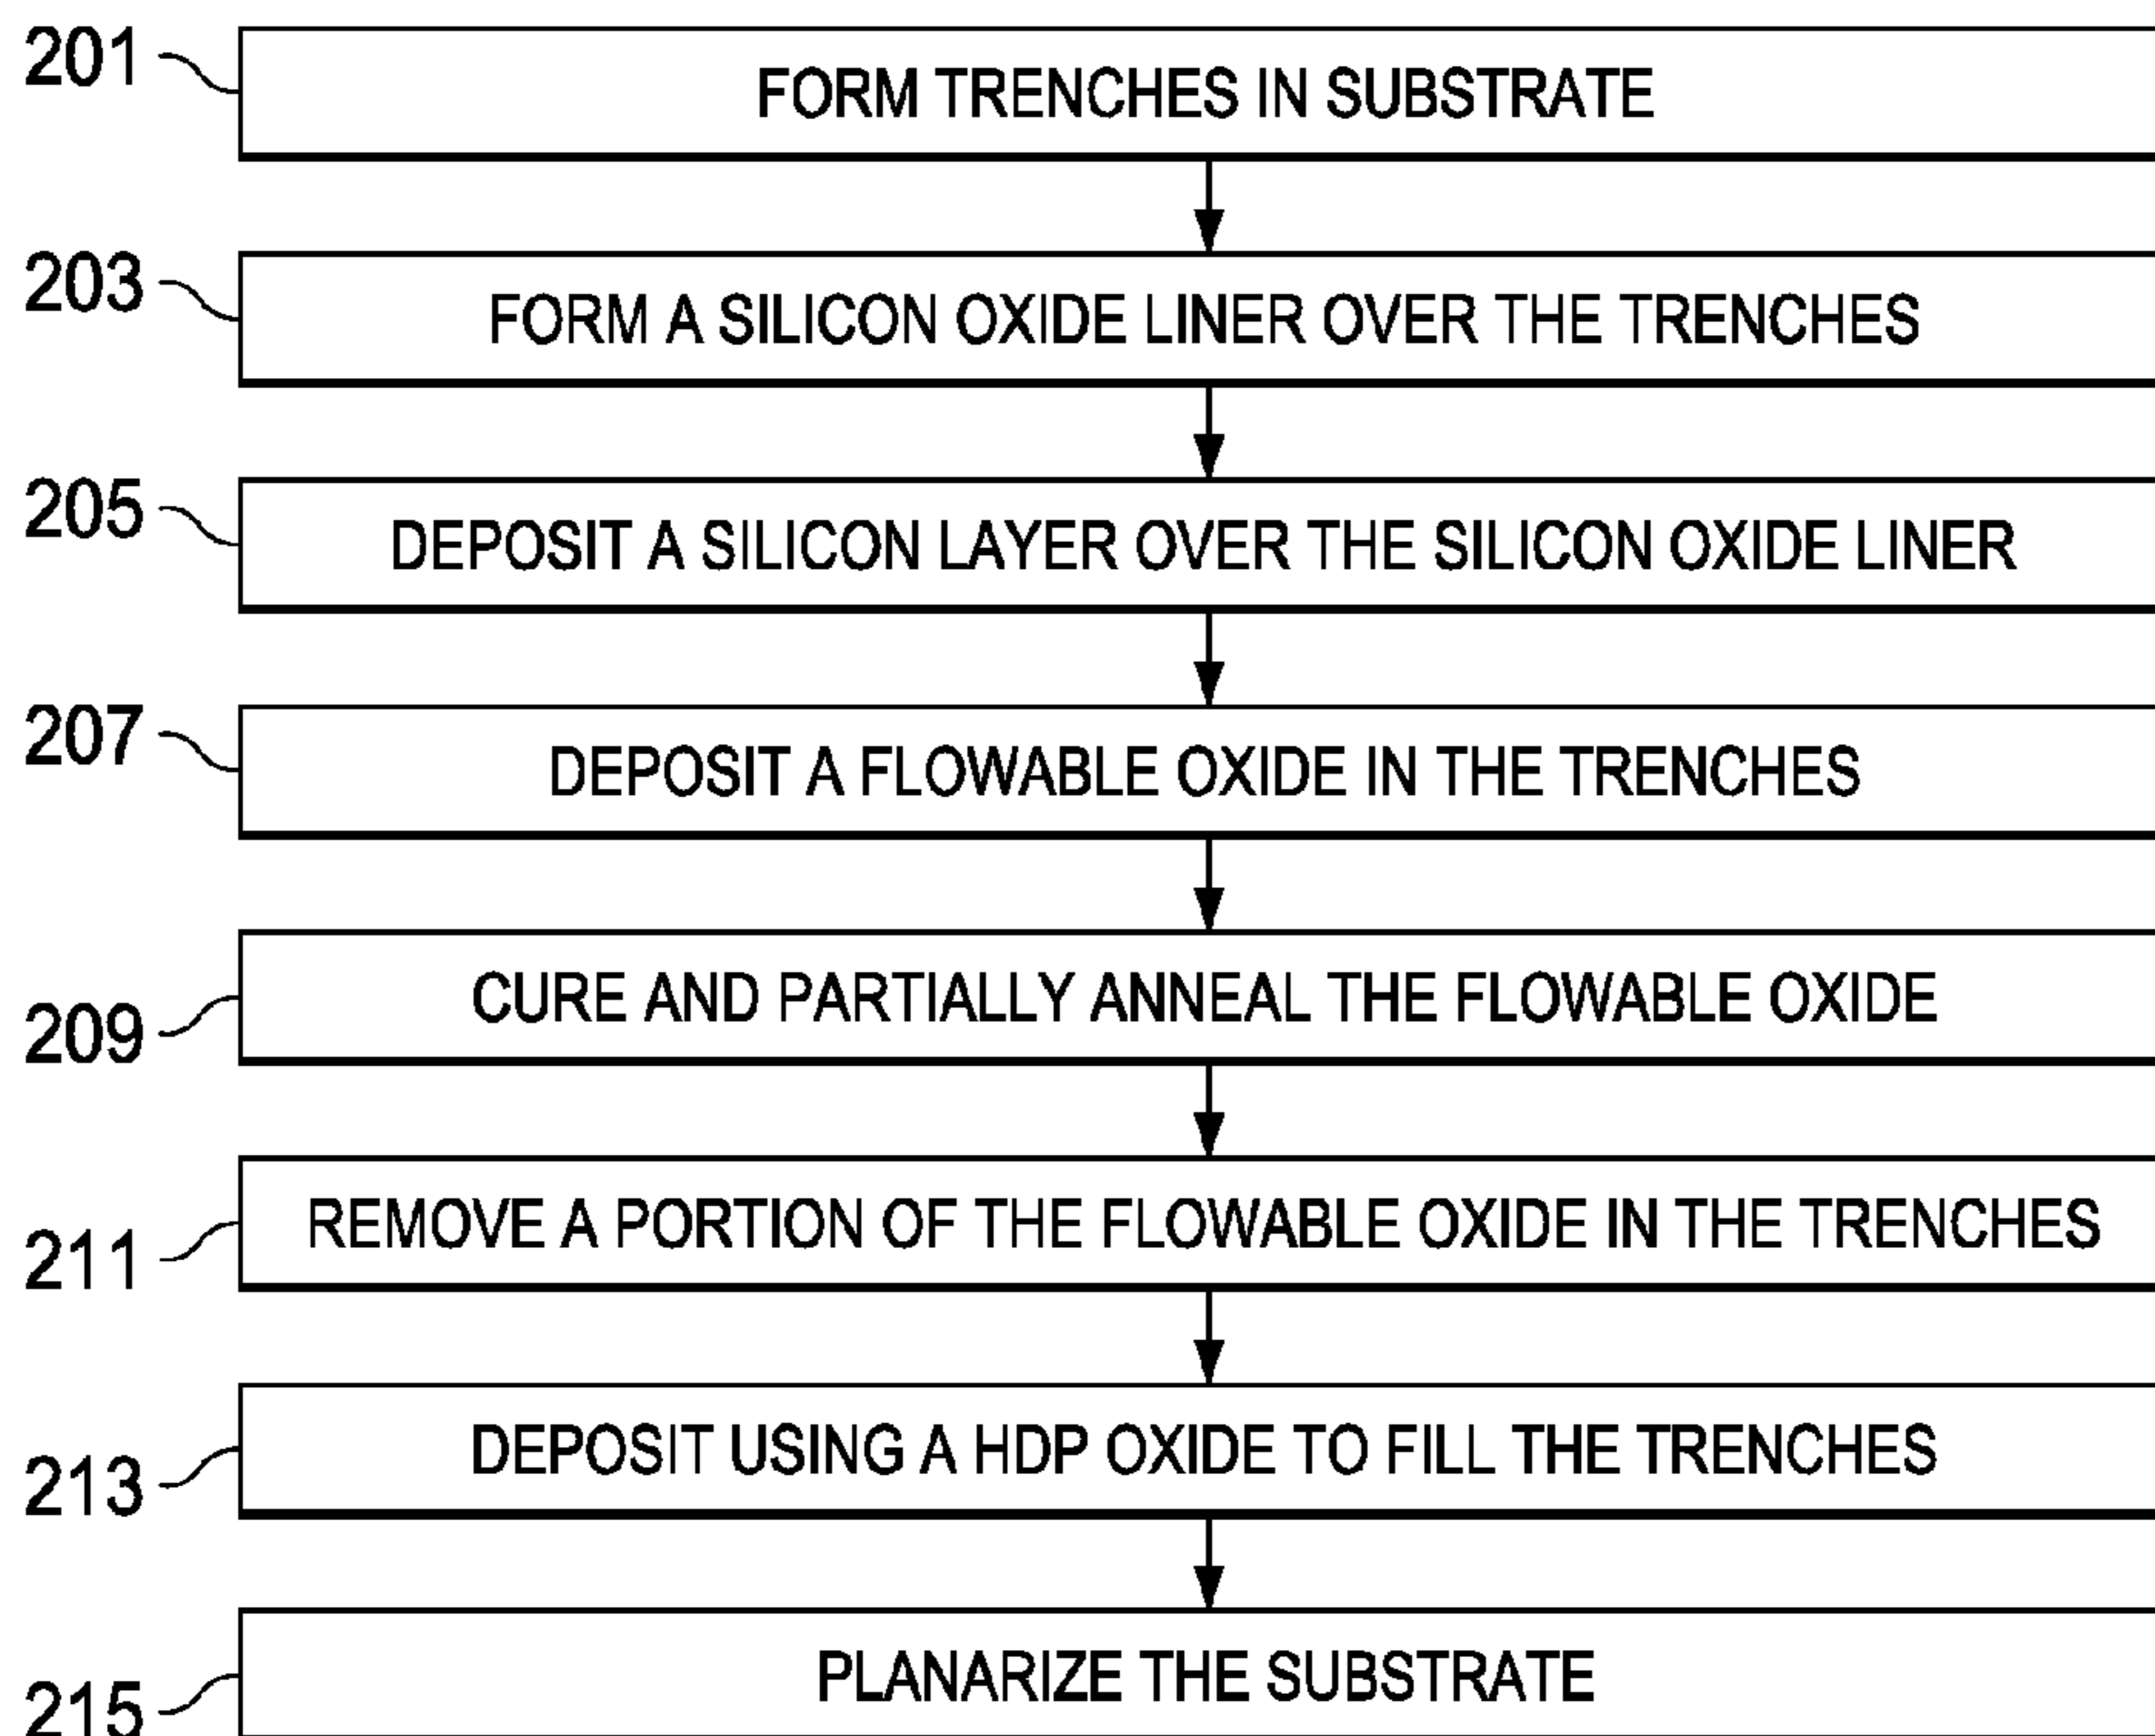 201 FORM TRENCHES IN SUBSTRATE
203 FORM A SILICON OXIDE LINER OVER THE TRENCHES
205 DEPOSIT A SILICON LAYER OVER THE SILICON OXIDE LINER
207 DEPOSIT A FLOWABLE OXIDE IN THE TRENCHES
209 CURE AND PARTIALLY ANNEAL THE FLOWABLE OXIDE
211 REMOVE A PORTION OF THE FLOWABLE OXIDE IN THE TRENCHES
213 DEPOSIT USING A HDP OXIDE TO FILL THE TRENCHES
215 PLANARIZE THE SUBSTRATE